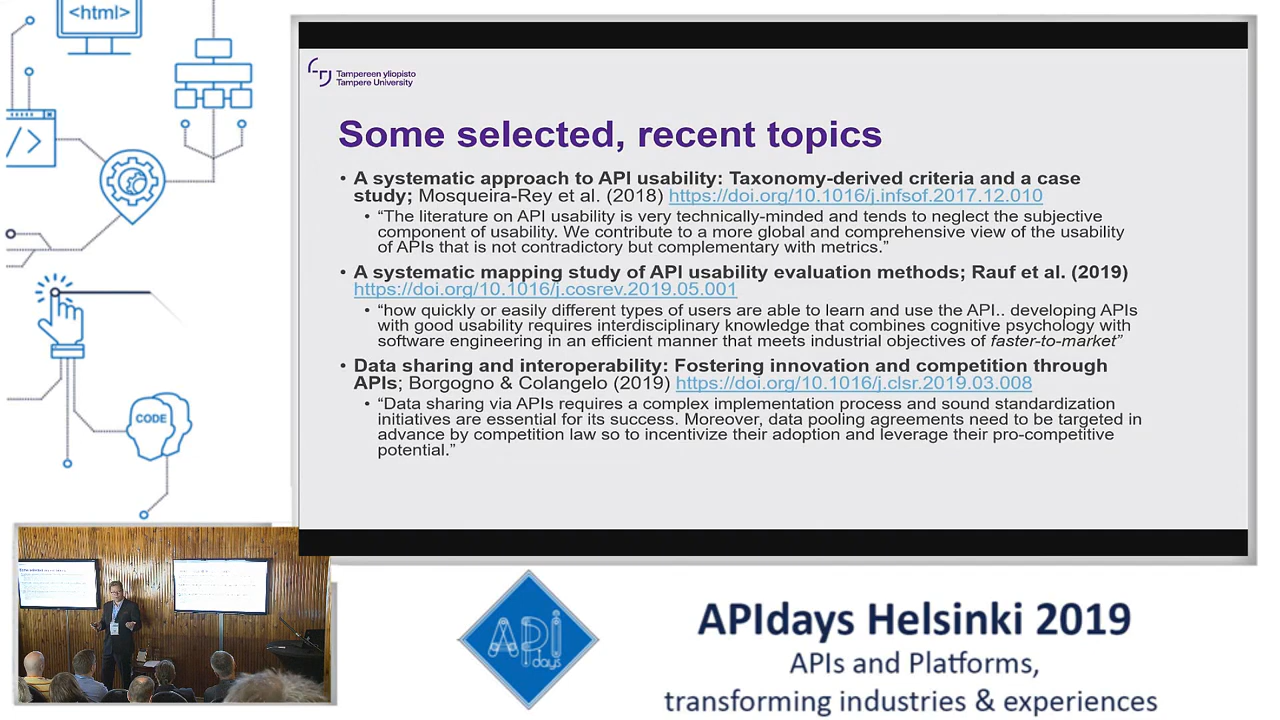 <html>
</>
CODE
Tampereen yliopisto
Tampere University
Some selected, recent topics
• A systematic approach to API usability: Taxonomy-derived criteria and a case
study; Mosqueira-Rey et al. (2018) https://doi.org/10.1016/j.infsof.2017.12.010
• “The literature on API usability is very technically-minded and tends to neglect the subjective
component of usability. We contribute to a more global and comprehensive view of the usability
of APIs that is not contradictory but complementary with metrics.”
• A systematic mapping study of API usability evaluation methods; Rauf et al. (2019)
https://doi.org/10.1016/j.cosrev.2019.05.001
• “how quickly or easily different types of users are able to learn and use the API.. developing APIs
with good usability requires interdisciplinary knowledge that combines cognitive psychology with
software engineering in an efficient manner that meets industrial objectives of faster-to-market”
• Data sharing and interoperability: Fostering innovation and competition through
APIs; Borgogno & Colangelo (2019) https://doi.org/10.1016/j.clsr.2019.03.008
• “Data sharing via APIs requires a complex implementation process and sound standardization
initiatives are essential for its success. Moreover, data pooling agreements need to be targeted in
advance by competition law so to incentivize their adoption and leverage their pro-competitive
potential.”
APi
days
APIdays Helsinki 2019
APIs and Platforms,
transforming industries & experiences